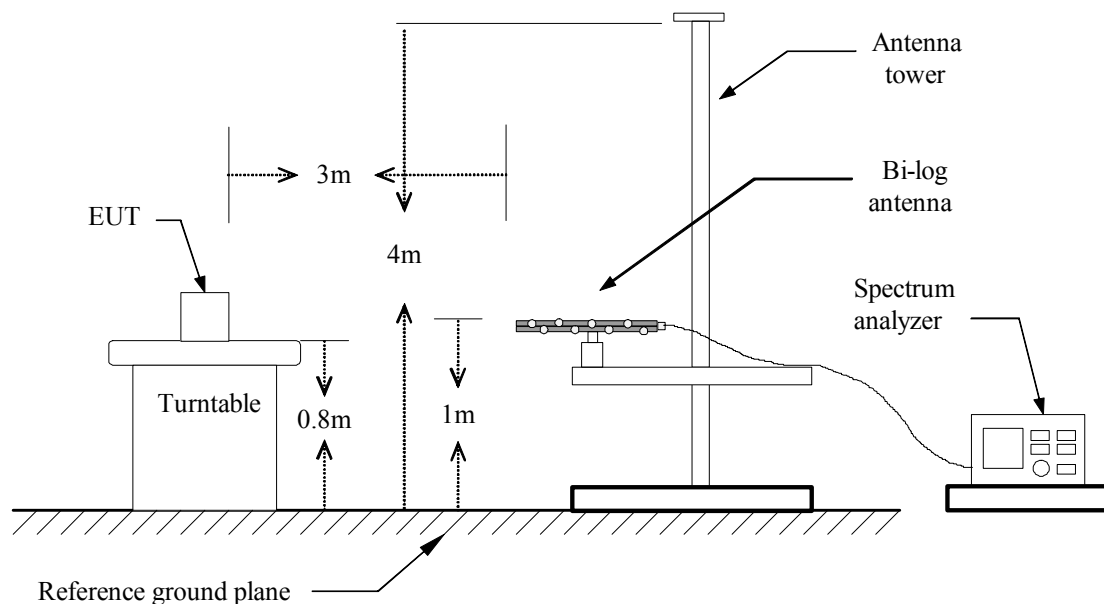 Antenna
tower
3m
Bi-log
antenna
EUT
4m
Spectrum
analyzer
Turntable
0.8m
1m
Reference ground plane